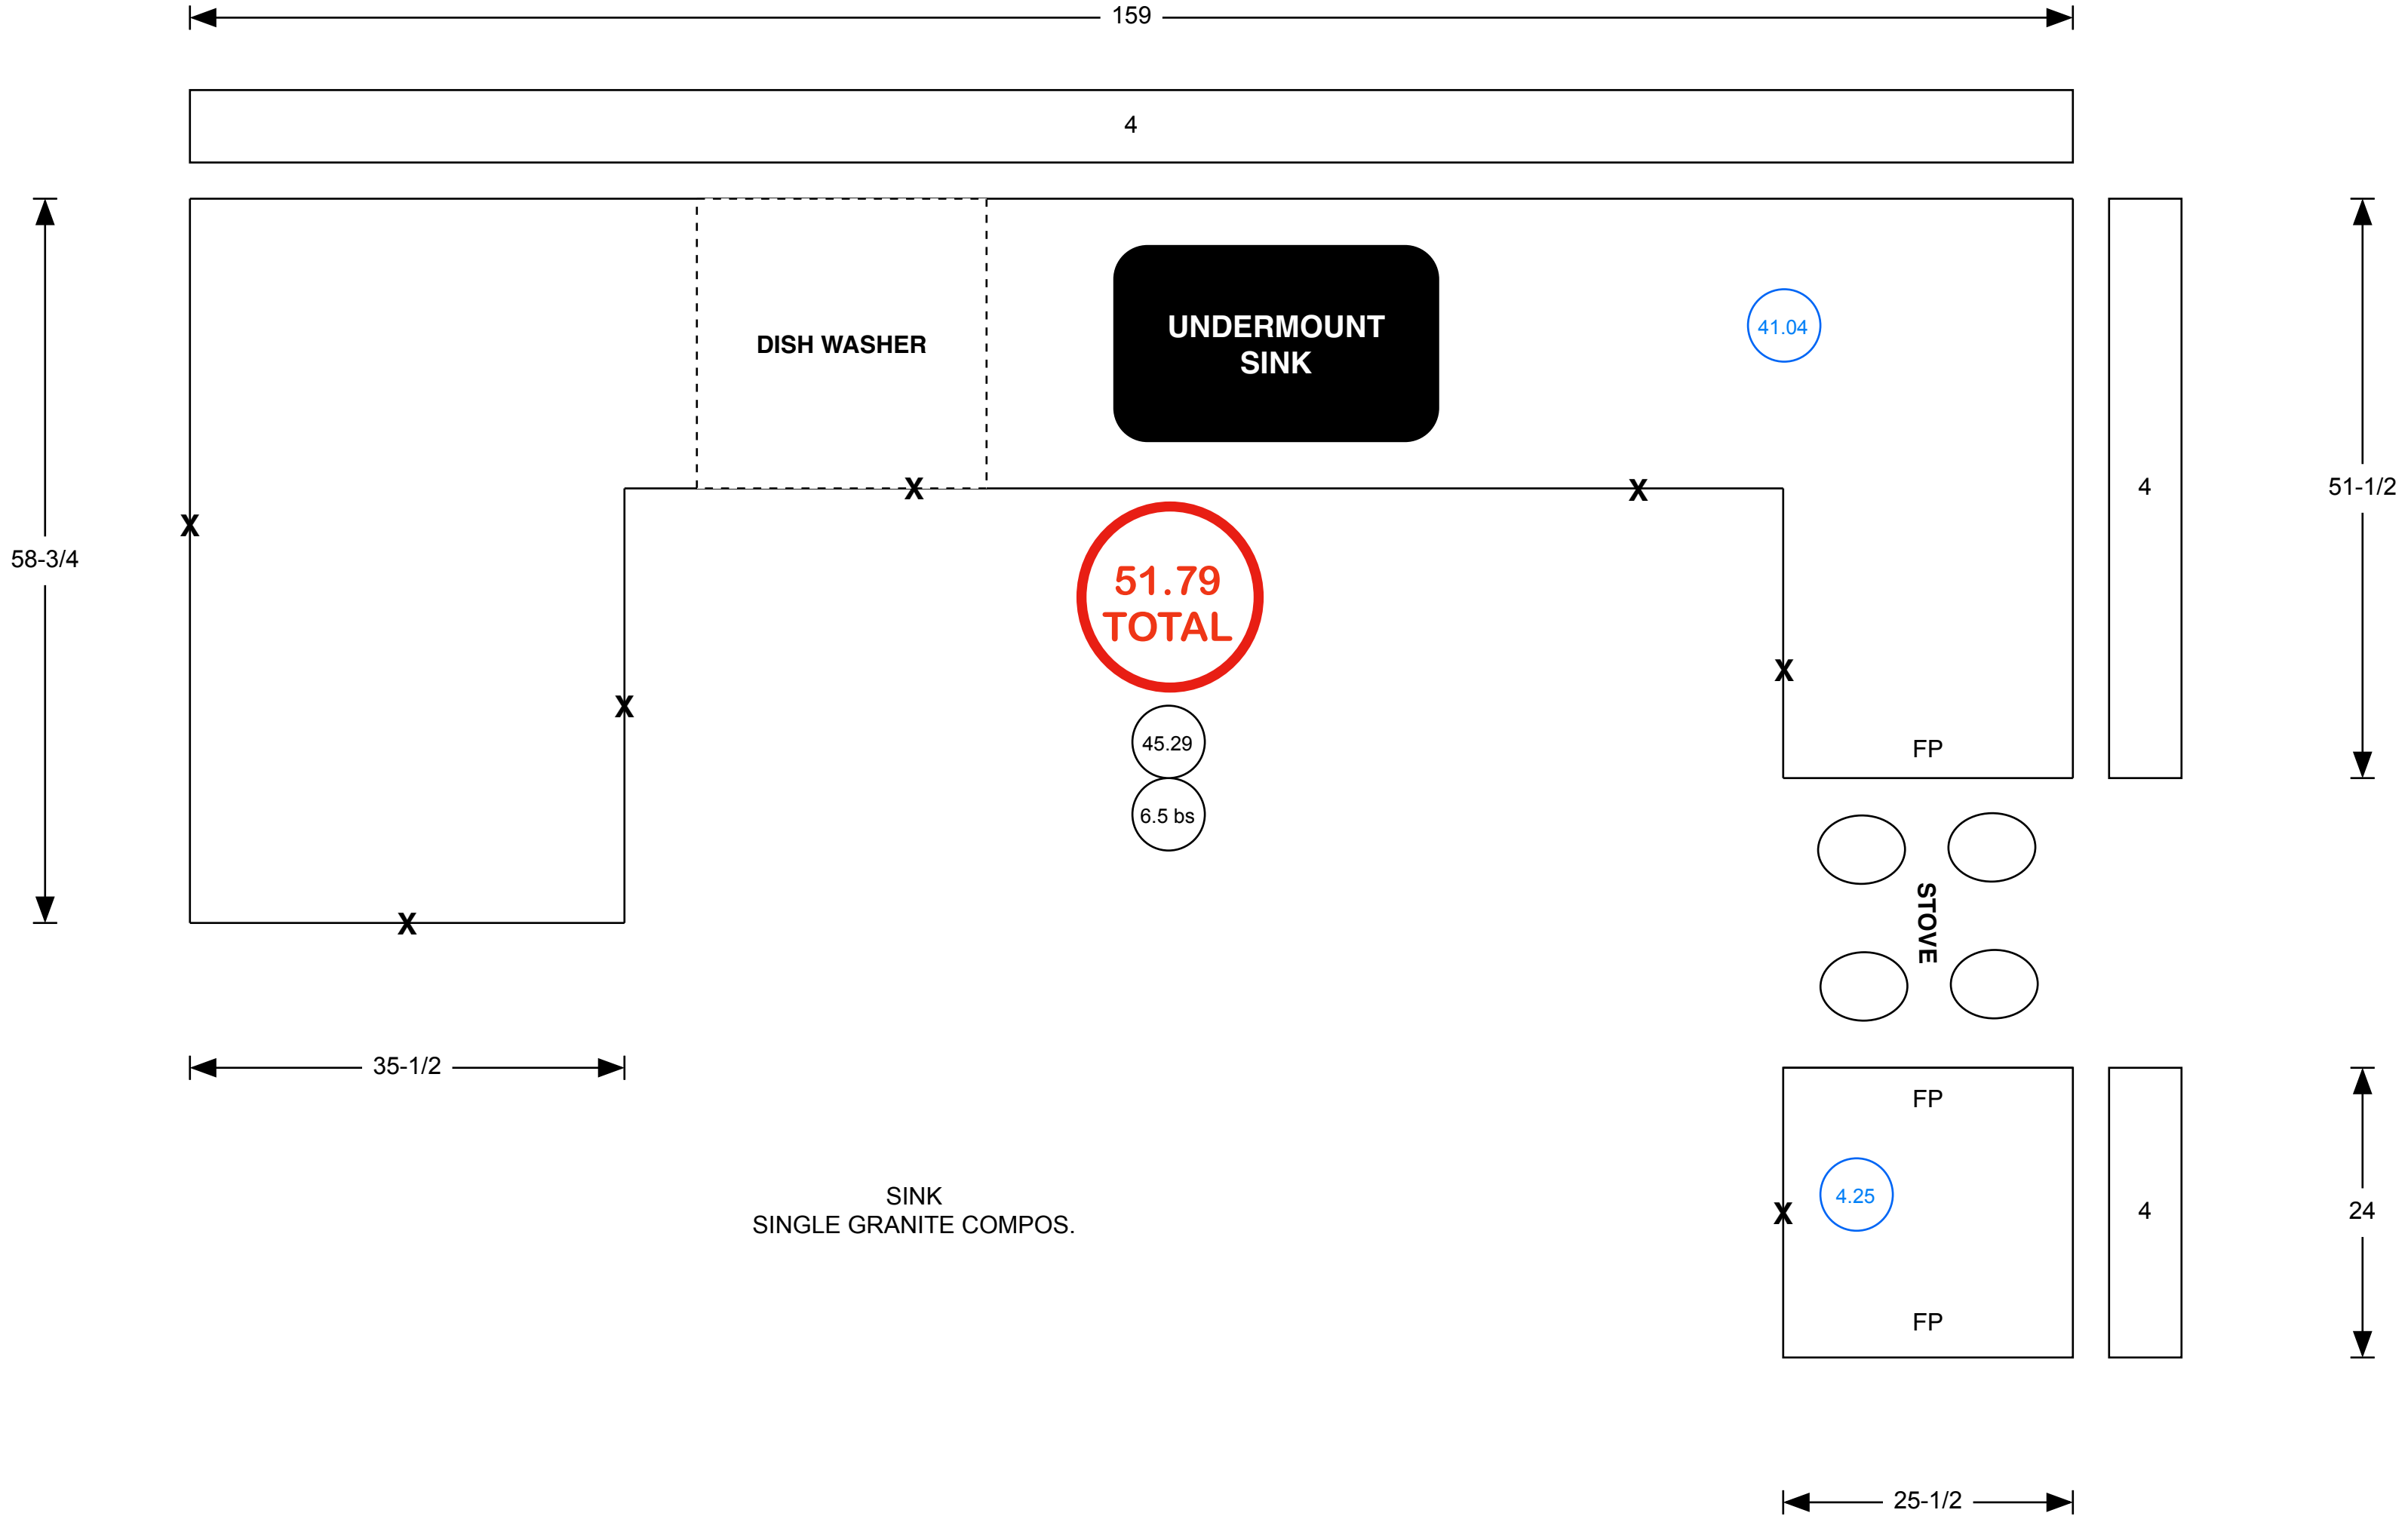 159
4
UNDERMOUNT
SINK
41.04
DISH WASHER
X
X
4
51-1/2
X
58-3/4
51.79
TOTAL
X
X
45.29
FP
6.5 bs
STOVE
X
35-1/2
FP
SINK
SINGLE GRANITE COMPOS.
4.25
X
4
24
FP
25-1/2